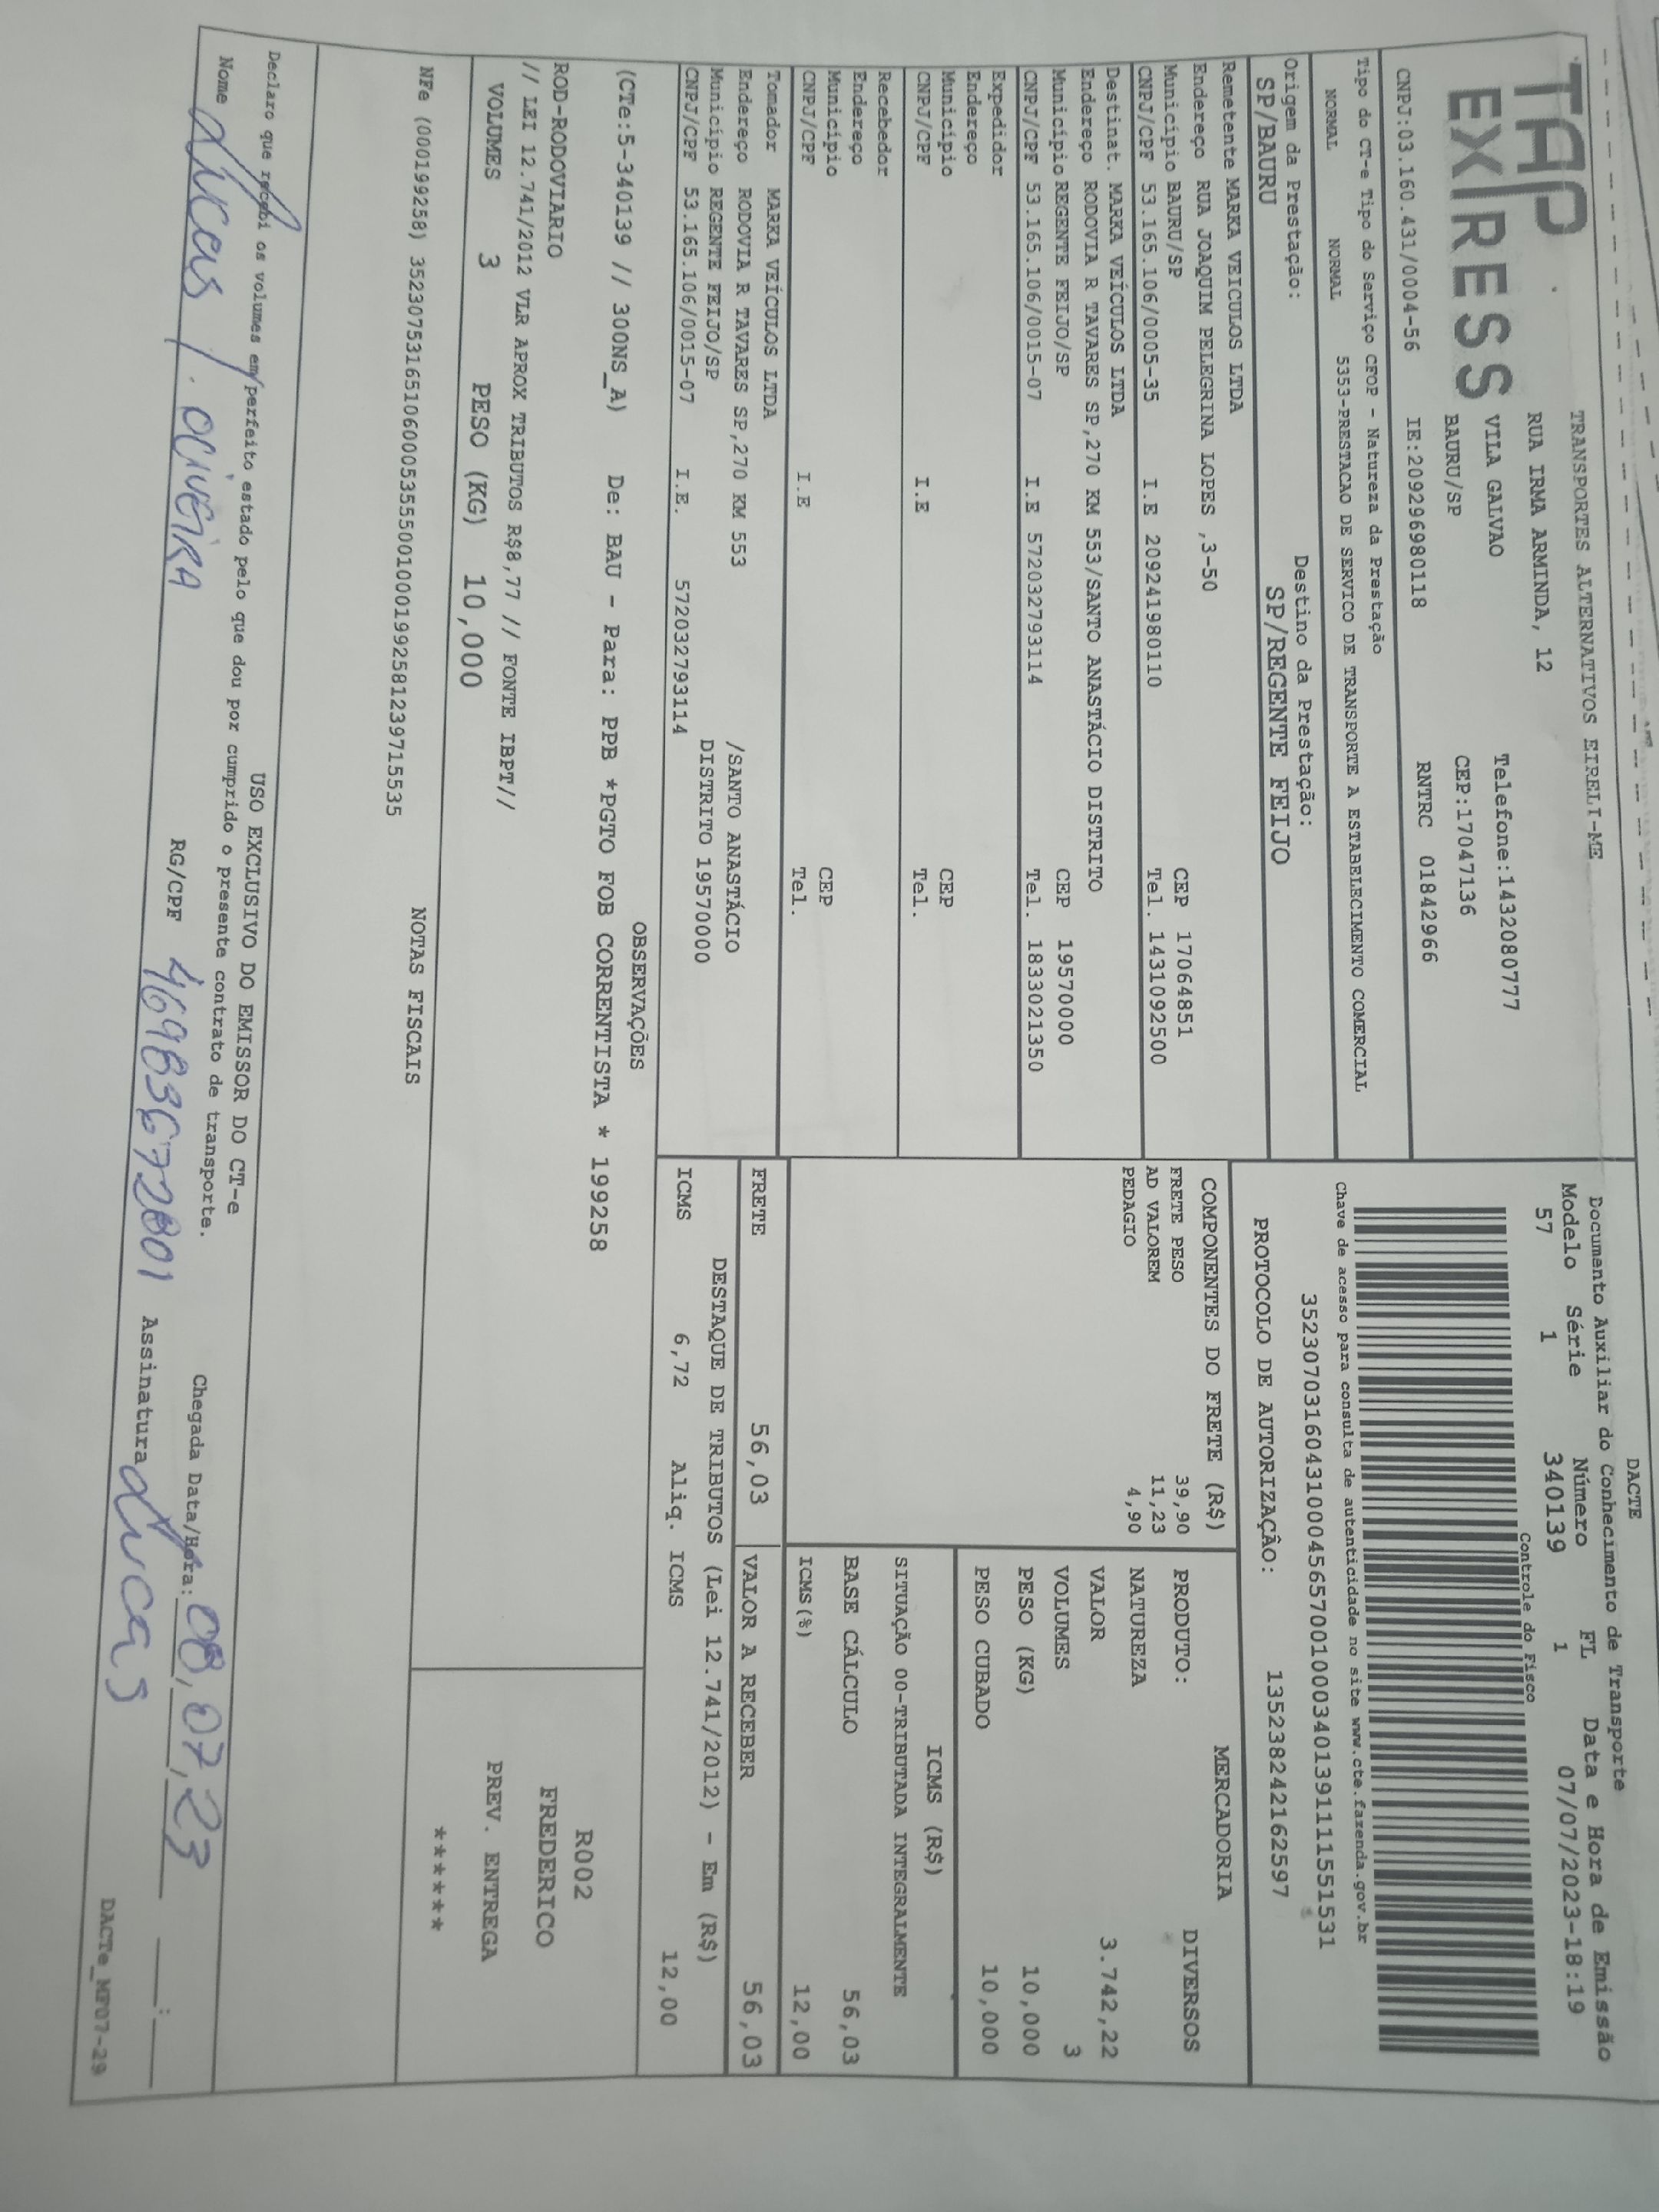 TAP
EXPRESS
TRANSPORTES ALTERNATIVOS EIRELI-ME
RUA IRMA ARMINDA, 12
VILA GALVAO Telefone:1432080777
BAURU/SP CEP:17047136
CNPJ:03.160.431/0004-56 IE:209296980118 RNTRC 01842966
DACTE
Documento Auxiliar do Conhecimento de Transporte
Modelo Série Número FL Data e Hora de Emissão
57 1 340139 1 07/07/2023-18:19
Controle do Fisco
Tipo do CT-e Tipo do Serviço CFOP - Natureza da Prestação
NORMAL NORMAL 5353-PRESTACAO DE SERVICO DE TRANSPORTE A ESTABELECIMENTO COMERCIAL
Chave de acesso para consulta de autenticidade no site www.cte.fazenda.gov.br
35230703160431000456570010003401391111551531
Origem da Prestação: Destino da Prestação:
SP/BAURU SP/REGENTE FEIJO
PROTOCOLO DE AUTORIZAÇÃO: 135238242162597
Remetente MARKA VEICULOS LTDA
Endereço RUA JOAQUIM PELEGRINA LOPES ,3-50
Município BAURU/SP CEP 17064851
CNPJ/CPF 53.165.106/0005-35 I.E 209241980110 Tel. 1431092500
Destinat. MARKA VEÍCULOS LTDA
Endereço RODOVIA R TAVARES SP,270 KM 553/SANTO ANASTÁCIO DISTRITO
Município REGENTE FEIJO/SP CEP 19570000
CNPJ/CPF 53.165.106/0015-07 I.E 572032793114 Tel. 1833021350
Expedidor
Endereço
Município CEP
CNPJ/CPF I.E Tel.
Recebedor
Endereço
Município CEP
CNPJ/CPF I.E Tel.
Tomador MARKA VEÍCULOS LTDA
Endereço RODOVIA R TAVARES SP,270 KM 553 /SANTO ANASTÁCIO
Município REGENTE FEIJO/SP DISTRITO 19570000
CNPJ/CPF 53.165.106/0015-07 I.E. 572032793114
COMPONENTES DO FRETE (R$)
FRETE PESO 39,90
AD VALOREM 11,23
PEDAGIO 4,90
MERCADORIA
PRODUTO: DIVERSOS
NATUREZA
VALOR 3.742,22
VOLUMES 3
PESO (KG) 10,000
PESO CUBADO 10,000
ICMS (R$)
SITUAÇÃO 00-TRIBUTADA INTEGRALMENTE
BASE CÁLCULO 56,03
ICMS(%) 12,00
FRETE 56,03 VALOR A RECEBER 56,03
DESTAQUE DE TRIBUTOS (Lei 12.741/2012) - Em (R$)
ICMS 6,72 Aliq. ICMS 12,00
OBSERVAÇÕES
(CTe:5-340139 // 300NS_A) De: BAU - Para: PPB *PGTO FOB CORRENTISTA * 199258
ROD-RODOVIARIO
// LEI 12.741/2012 VLR APROX TRIBUTOS R$8,77 // FONTE IBPT//
VOLUMES 3 PESO (KG) 10,000
R002
FREDERICO
PREV. ENTREGA
******
NOTAS FISCAIS
NFe (000199258) 35230753165106000535550010001992581239715535
USO EXCLUSIVO DO EMISSOR DO CT-e
Declaro que recebi os volumes em perfeito estado pelo que dou por cumprido o presente contrato de transporte.
Chegada Data/Hora: 08,07,23 __:__
Nome Lucas / . OLIVEIRA RG/CPF 46983672801 Assinatura Lucas
DACTe_MF07-29